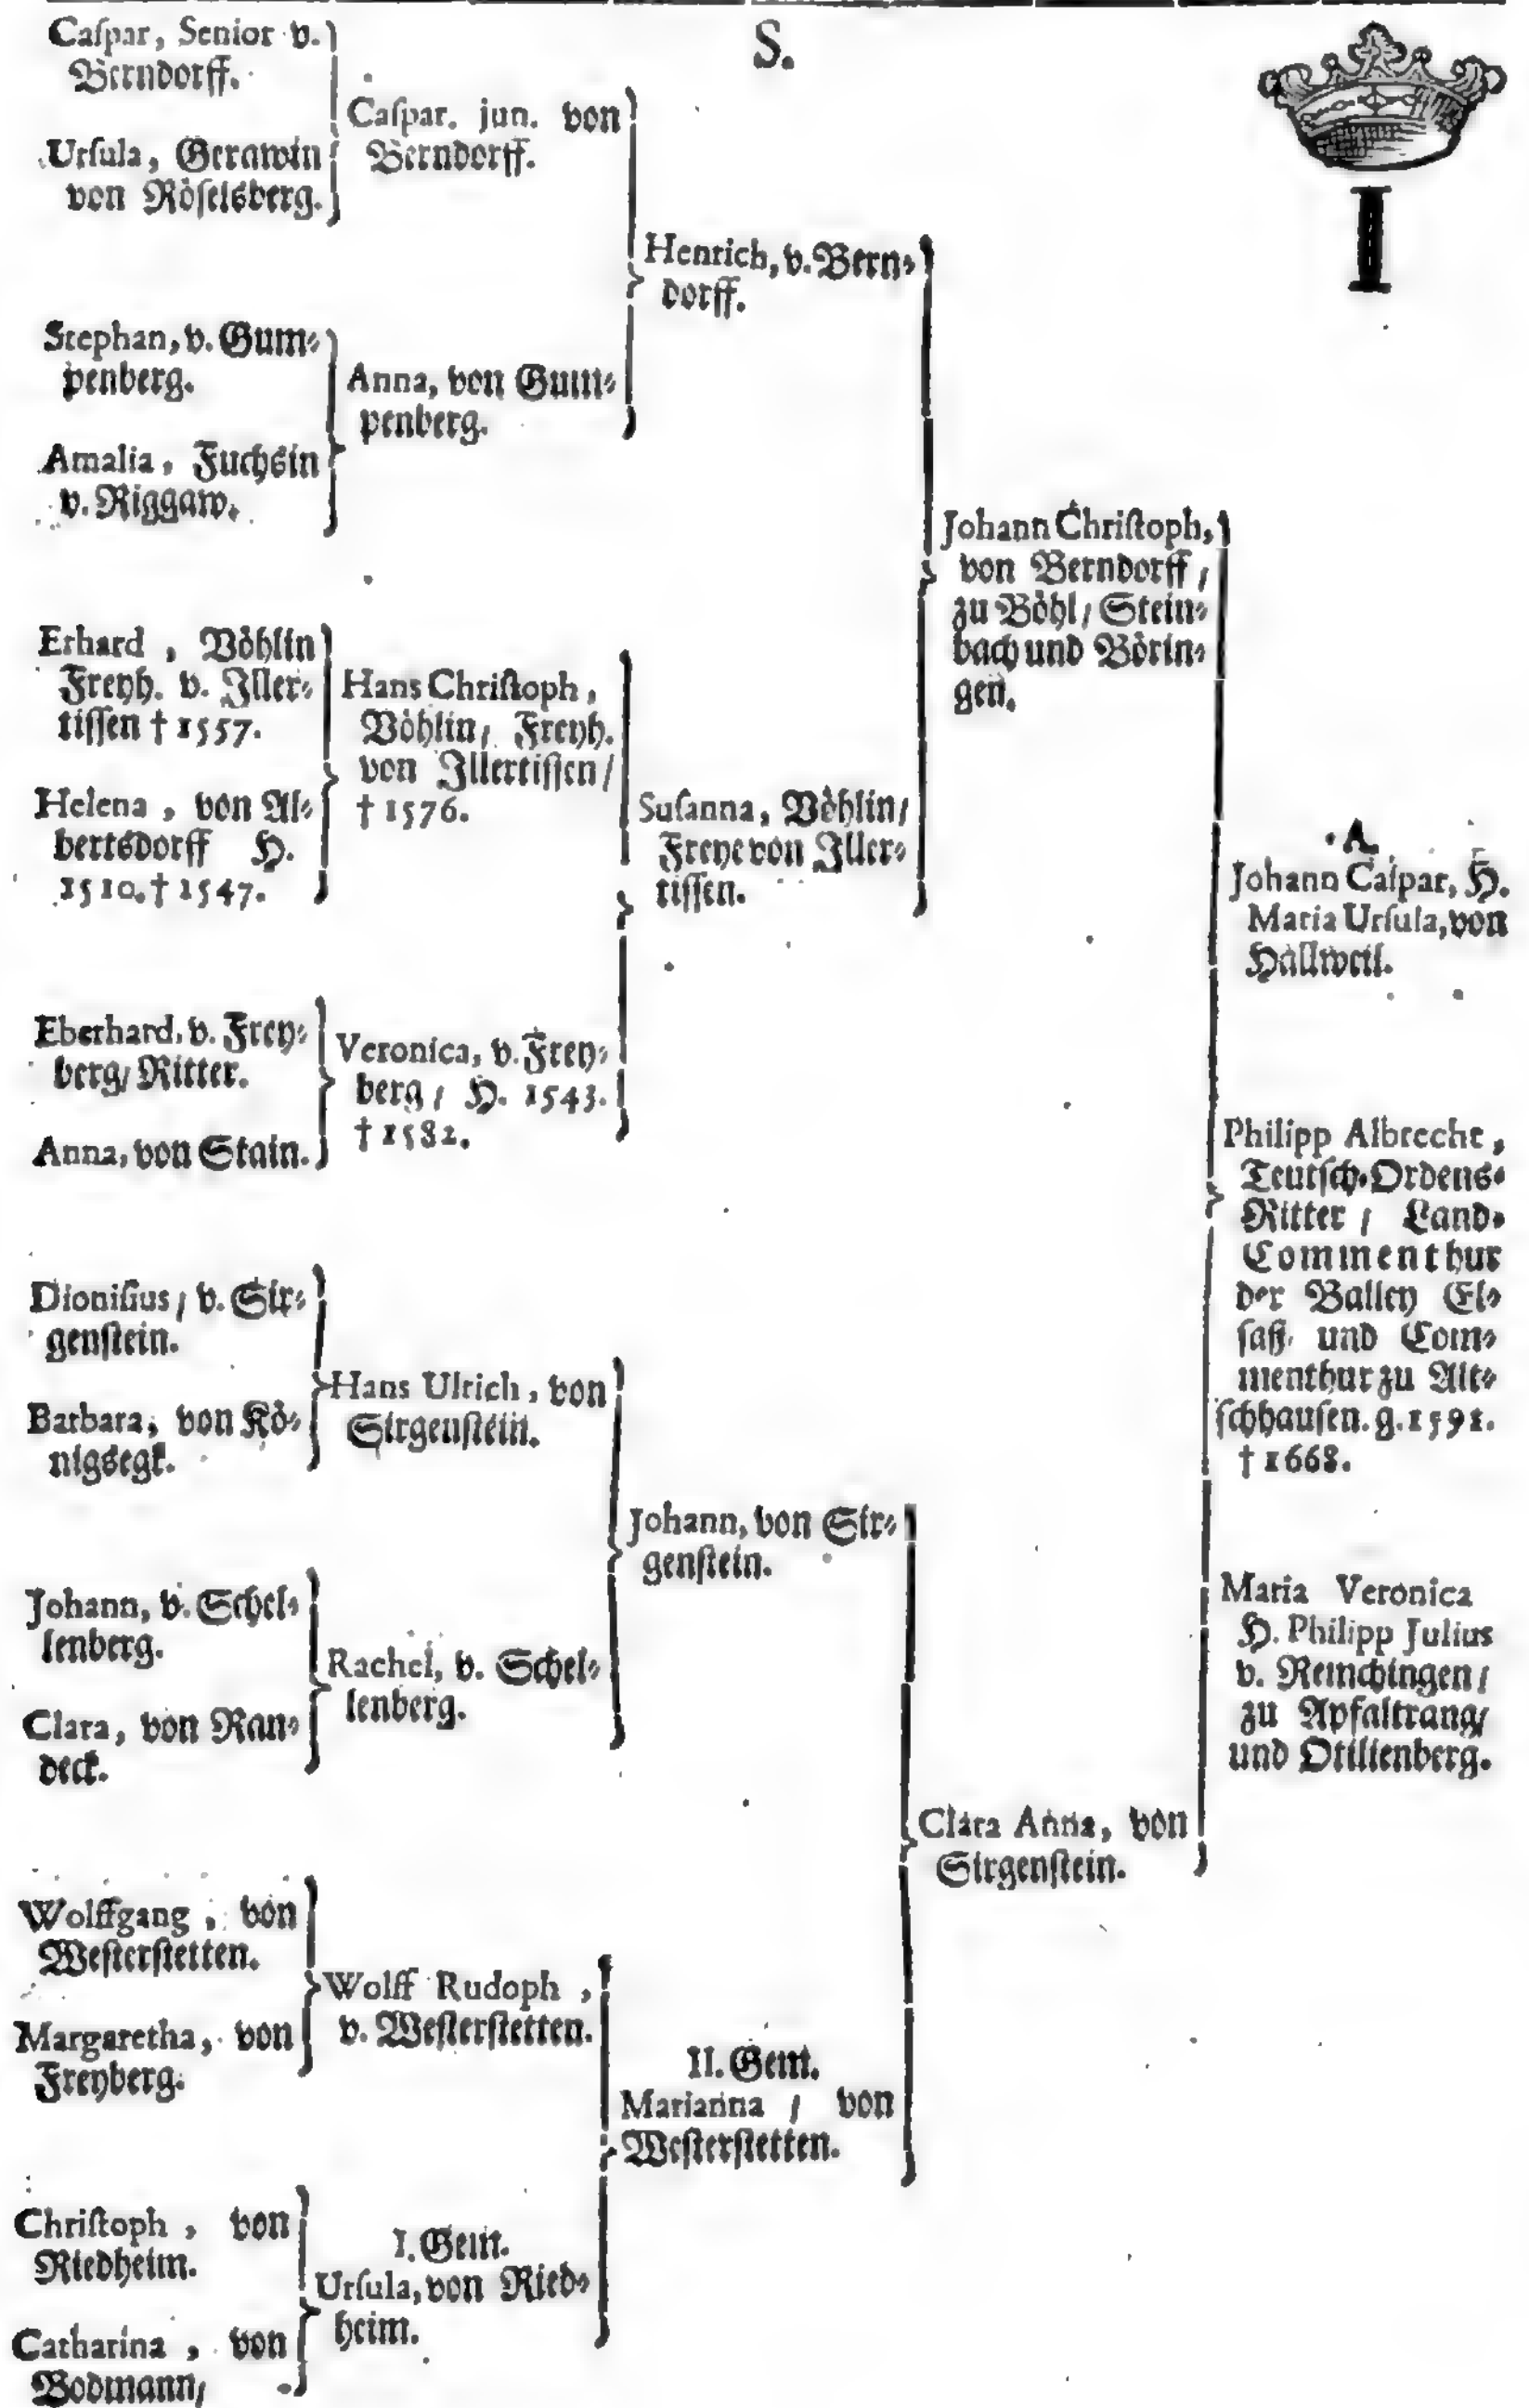 S.
I
Caſpar, Senior v.
Berndorff.
Urſula, Gerawin
von Röſelsberg.
Stephan, v. Gum⸗
penberg.
Amalia, Fuchsin
v. Riggaw.
Erhard, Vöhlin
Freyh. v. Iller⸗
tiſſen † 1557.
Helena, von Al⸗
bertsdorff H.
1510. † 1547.
Eberhard, v. Frey⸗
berg/ Ritter.
Anna, von Stain.
Dioniſius/ v. Sir⸗
genſtein.
Barbara, von Kö⸗
nigsegk.
Johann, v. Schel⸗
lenberg.
Clara, von Ran⸗
deck.
Wolffgang, von
Weſterſtetten.
Margaretha, von
Freyberg.
Chriſtoph, von
Riedheim.
Catharina, von
Bodmann/
Caſpar. jun. von
Berndorff.
Anna, von Gum⸗
penberg.
Hans Chriſtoph,
Vöhlin/ Freyh.
von Illertiſſen/
† 1576.
Veronica, v. Frey⸗
berg/ H. 1543.
† 1582.
Hans Ulrich, von
Sirgenſtein.
Rachel, v. Schel⸗
lenberg.
Wolff Rudoph,
v. Weſterſtetten.
I. Gem.
Urſula, von Ried⸗
heim.
Henrich, v. Bern⸗
dorff.
Suſanna, Vöhlin/
Freye von Iller⸗
tiſſen.
Johann, von Sir⸗
genſtein.
II. Gem.
Marianna/ von
Weſterſtetten.
Johann Chriſtoph,
von Berndorff/
zu Böhl/ Stein⸗
bach und Börin⸗
gen.
Clara Anna, von
Sirgenſtein.
A
Johann Caſpar, H.
Maria Urſula, von
Hallweil.
Philipp Albrecht,
Teutſch⸗Ordens⸗
Ritter/ Land⸗
Commenthur
der Balley El⸗
ſaß und Com⸗
menthur zu Alt⸗
ſchhauſen. g. 1591.
† 1668.
Maria Veronica
H. Philipp Julius
v. Remchingen/
zu Apfaltrang/
und Otilienberg.